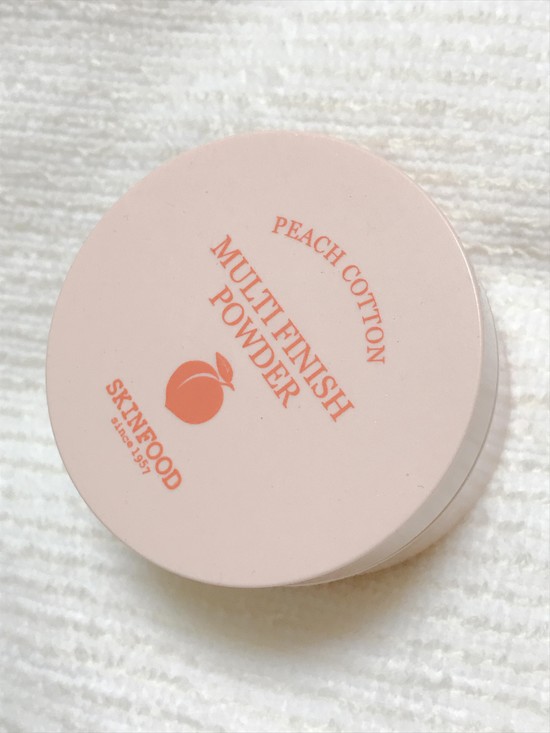 PEACH COTTON
MULTI FINISH
POWDER
SKINFOOD
since 1957